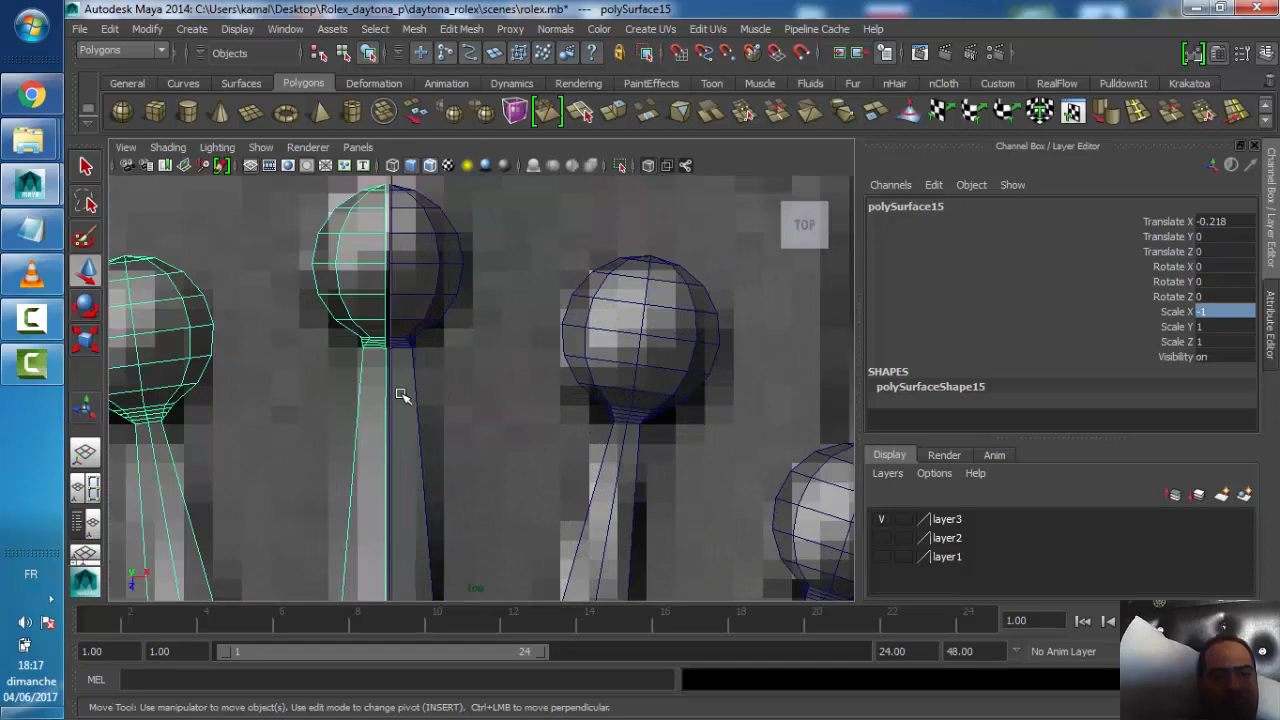 Autodesk Maya 2014: C:\Users\kamal\Desktop\Rolex_daytona_p\daytona_rolex\scenes\rolex.mb* --- polySurface15
File Edit Modify Create Display Window Assets Select Mesh Edit Mesh Proxy Normals Color Create UVs Edit UVs Muscle Pipeline Cache
Polygons Objects
General Curves Surfaces Polygons Deformation Animation Dynamics Rendering PaintEffects Toon Muscle Fluids Fur nHair nCloth Custom RealFlow PulldownIt Krakatoa
View Shading Lighting Show Renderer Panels
Channel Box / Layer Editor
Channels Edit Object Show
polySurface15
Translate X -0.218
Translate Y 0
Translate Z 0
Rotate X 0
Rotate Y 0
Rotate Z 0
Scale X -1
Scale Y 1
Scale Z 1
Visibility on
SHAPES
polySurfaceShape15
Display Render Anim
Layers Options Help
V layer3
layer2
layer1
Channel Box / Layer Editor
Attribute Editor
TOP
y x
z
top
2 4 6 8 10 12 14 16 18 20 22 24
1.00
1.00 1.00 1 24 24.00 48.00 No Anim Layer
MEL
Move Tool: Use manipulator to move object(s). Use edit mode to change pivot (INSERT). Ctrl+LMB to move perpendicular.
FR
18:17
dimanche
04/06/2017